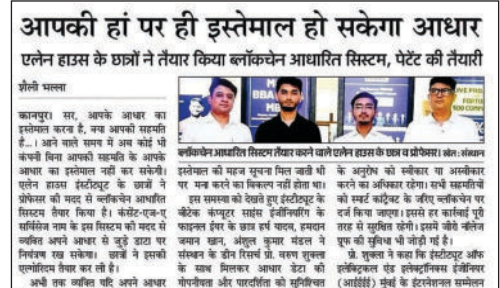 आपकी हां पर ही इस्तेमाल हो सकेगा आधार
एलेन हाउस के छात्रों ने तैयार किया ब्लॉकचेन आधारित सिस्टम, पेटेंट की तैयारी
शैली भल्ला
कानपुर। सर, आपके आधार का
इस्तेमाल करना है, क्या आपकी सहमति
है...। आने वाले समय में अब कोई भी
कंपनी बिना आपकी सहमति के आपके
आधार का इस्तेमाल नहीं कर सकेगी।
एलेन हाउस इंस्टीट्यूट के छात्रों ने
प्रोफेसर की मदद से ब्लॉकचेन आधारित
सिस्टम तैयार किया है। कंसेंट-एज-ए
सर्विसेज नाम के इस सिस्टम की मदद से
व्यक्ति अपने आधार से जुड़े डाटा पर
नियंत्रण रख सकेगा। छात्रों ने इसकी
एल्गोरिदम तैयार कर ली है।
अभी तक व्यक्ति यदि अपने आधार
ब्लॉकचेन आधारित सिस्टम तैयार करने वाले एलेन हाउस के छात्र व प्रोफेसर। स्रोत : संस्थान
इस्तेमाल की महज सूचना मिल जाती थी
पर मना करने का विकल्प नहीं होता था।
इस समस्या को देखते हुए इंस्टीट्यूट के
बीटेक कंप्यूटर साइंस इंजीनियरिंग के
फाइनल ईयर के छात्र हर्ष यादव, हमदान
जमान खान, अंशुल कुमार मंडल ने
संस्थान के डीन रिसर्च प्रो. वरुण शुक्ला
के साथ मिलकर आधार डेटा की
गोपनीयता और पारदर्शिता को सुनिश्चित
के अनुरोध को स्वीकार या अस्वीकार
करने का अधिकार रहेगा। सभी सहमतियों
को स्मार्ट कांट्रैक्ट के जरिए ब्लॉकचेन पर
दर्ज किया जाएगा। इससे हर कार्रवाई पूरी
तरह से सुरक्षित रहेगी। इसमें जीरो नॉलेज
प्रूफ की सुविधा भी जोड़ी गई है।
प्रो. शुक्ला ने कहा कि इंस्टीट्यूट ऑफ
इलेक्ट्रिकल एंड इलेक्ट्रॉनिक्स इंजीनियर
(आईईईई) मुंबई के इंटरनेशनल सम्मेलन